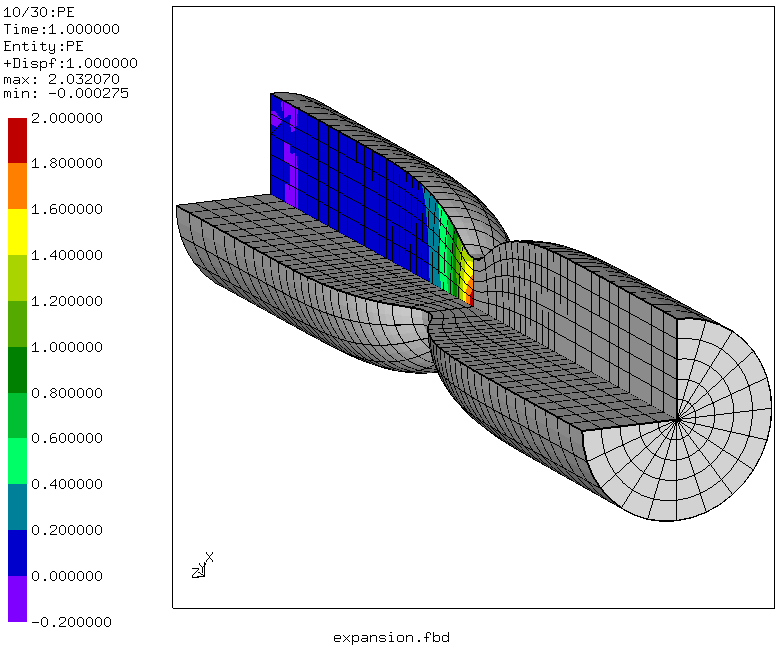 10/30:PE
Time:1.000000
Entity:PE
+Dispf:1.000000
max: 2.032070
min: -0.000275
2.000000
1.800000
1.600000
1.400000
1.200000
1.000000
0.800000
0.600000
0.400000
0.200000
0.000000
-0.200000
X
Y
Z
expansion.fbd